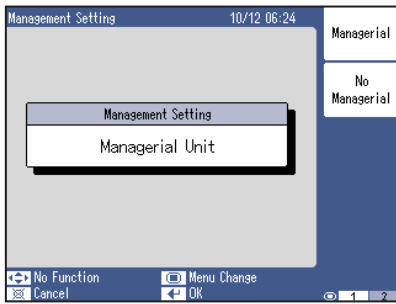 Management Setting 10/12 06:24
Managerial
No
Managerial
Management Setting
Managerial Unit
No Function Menu Change
Cancel OK
1 2